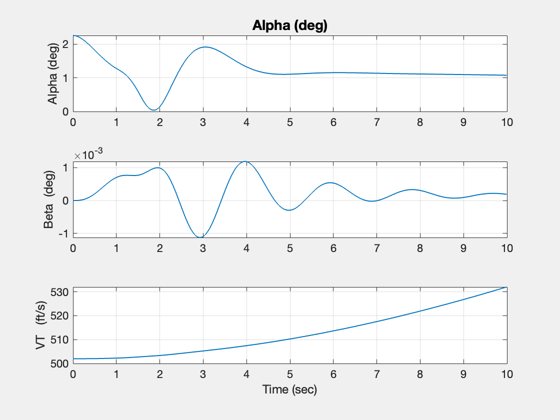 Alpha (deg)
2
1
0
Alpha (deg)
0 1 2 3 4 5 6 7 8 9 10
×10⁻³
1
0
-1
Beta (deg)
0 1 2 3 4 5 6 7 8 9 10
530
520
510
500
VT (ft/s)
0 1 2 3 4 5 6 7 8 9 10
Time (sec)